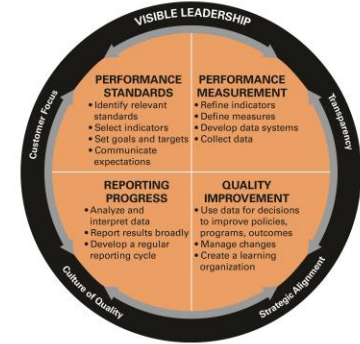 VISIBLE LEADERSHIP
Customer Focus
Transparency
PERFORMANCE
STANDARDS
• Identify relevant
standards
• Select indicators
• Set goals and targets
• Communicate
expectations
PERFORMANCE
MEASUREMENT
• Refine indicators
• Define measures
• Develop data systems
• Collect data
REPORTING
PROGRESS
• Analyze and
interpret data
• Report results broadly
• Develop a regular
reporting cycle
QUALITY
IMPROVEMENT
• Use data for decisions
to improve policies,
programs, outcomes
• Manage changes
• Create a learning
organization
Culture of Quality
Strategic Alignment